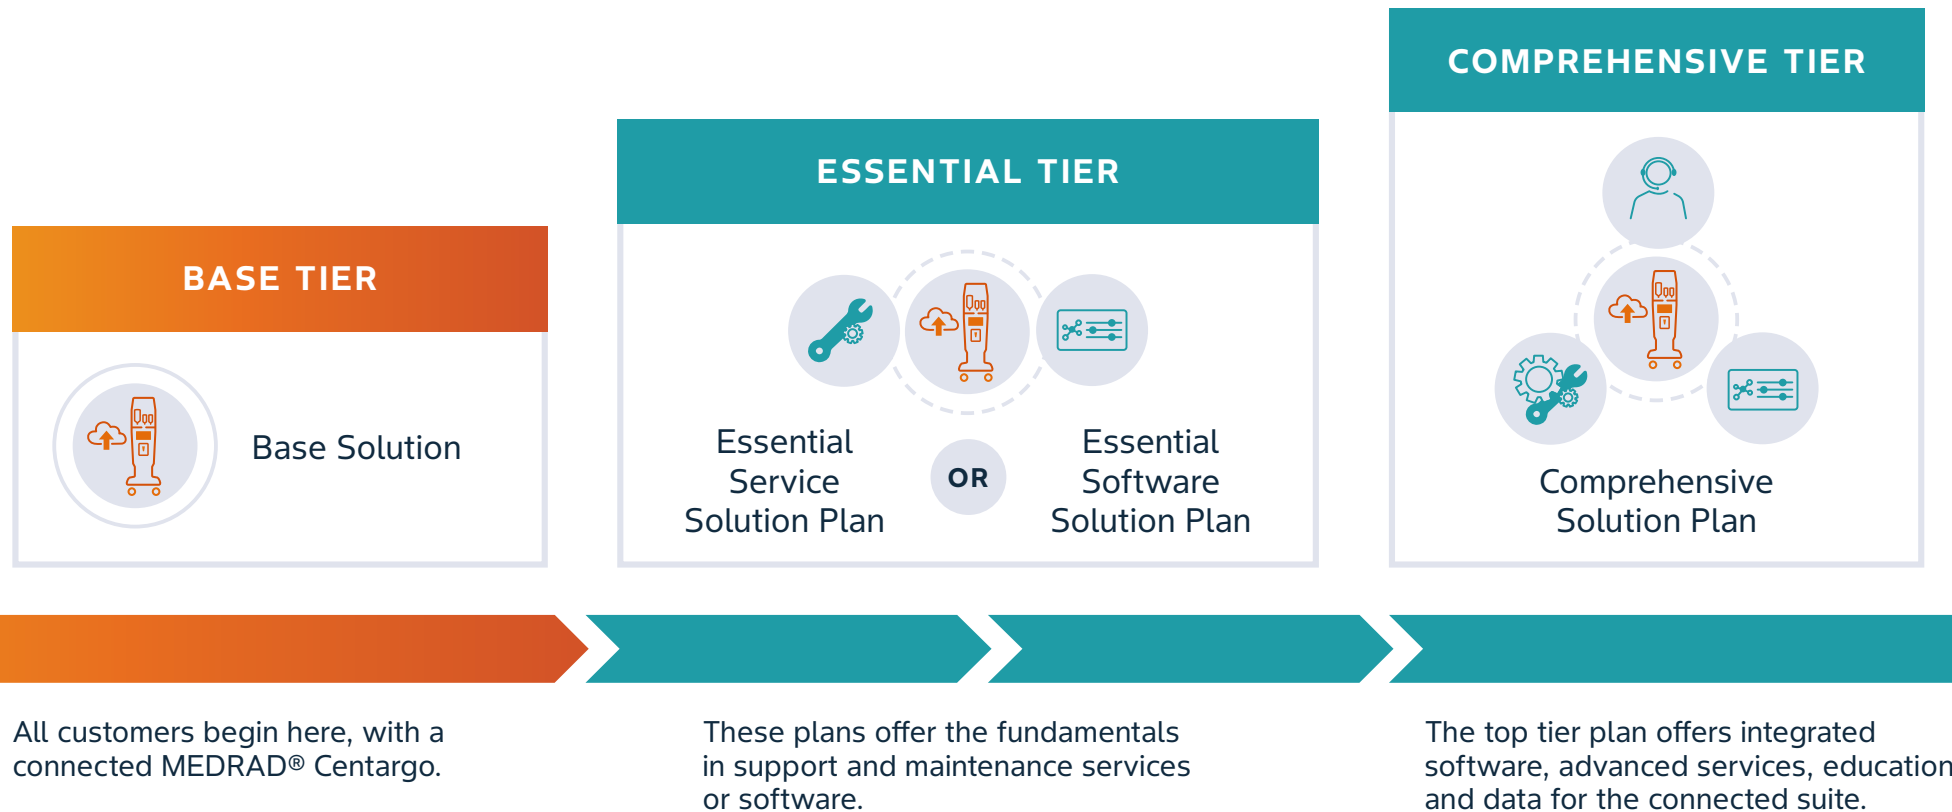 BASE TIER
Base Solution
ESSENTIAL TIER
Essential
Service
Solution Plan
OR
Essential
Software
Solution Plan
COMPREHENSIVE TIER
Comprehensive
Solution Plan
All customers begin here, with a
connected MEDRAD® Centargo.
These plans offer the fundamentals
in support and maintenance services
or software.
The top tier plan offers integrated
software, advanced services, education
and data for the connected suite.